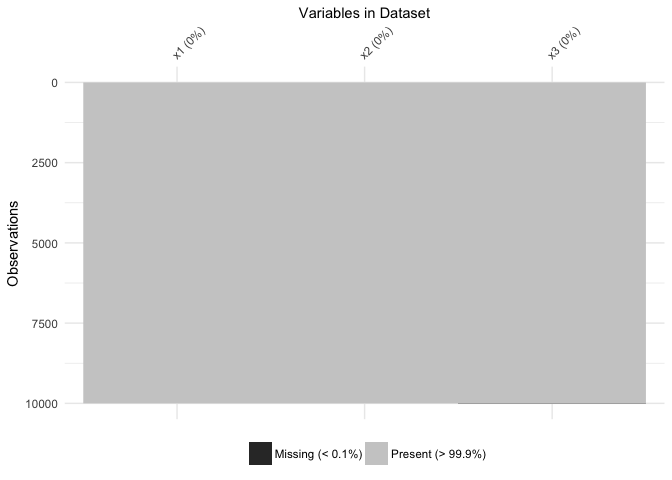 Variables in Dataset
x1 (0%)
x2 (0%)
x3 (0%)
0
2500
5000
7500
10000
Observations
Missing (< 0.1%)
Present (> 99.9%)